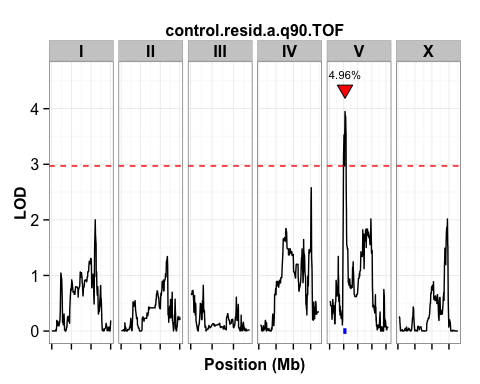 control.resid.a.q90.TOF
I II III IV V X
4.96%
4
3
2
1
0
LOD
Position (Mb)